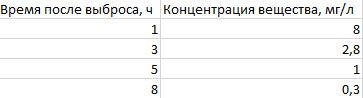 Время после выброса, ч Концентрация вещества, мг/л
1 8
3 2,8
5 1
8 0,3